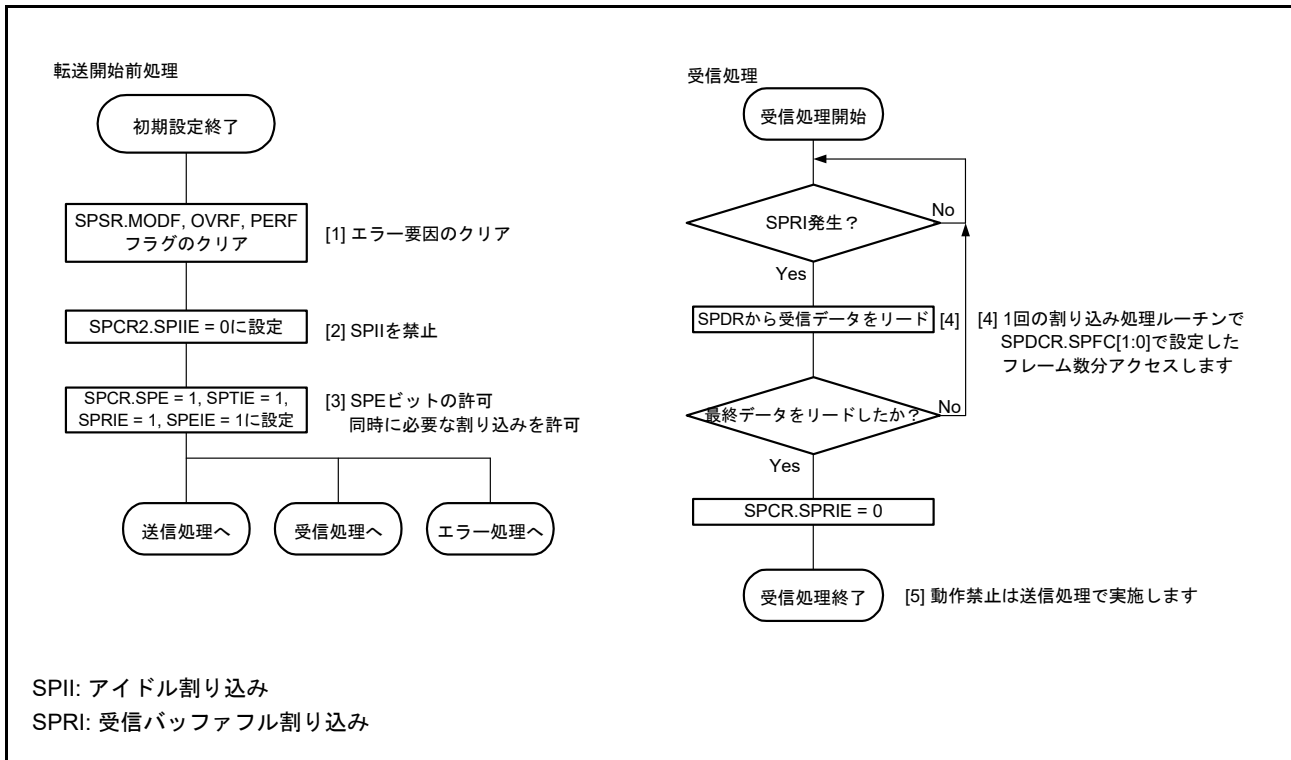 転送開始前処理
初期設定終了
SPSR.MODF, OVRF, PERF
フラグのクリア
[1] エラー要因のクリア
SPCR2.SPIIE = 0に設定
[2] SPIIを禁止
SPCR.SPE = 1, SPTIE = 1,
SPRIE = 1, SPEIE = 1に設定
[3] SPEビットの許可
同時に必要な割り込みを許可
送信処理へ
受信処理へ
エラー処理へ
受信処理
受信処理開始
SPRI発生？
No
Yes
SPDRから受信データをリード
[4]
[4] 1回の割り込み処理ルーチンで
SPDCR.SPFC[1:0]で設定した
フレーム数分アクセスします
最終データをリードしたか？
No
Yes
SPCR.SPRIE = 0
受信処理終了
[5] 動作禁止は送信処理で実施します
SPII: アイドル割り込み
SPRI: 受信バッファフル割り込み